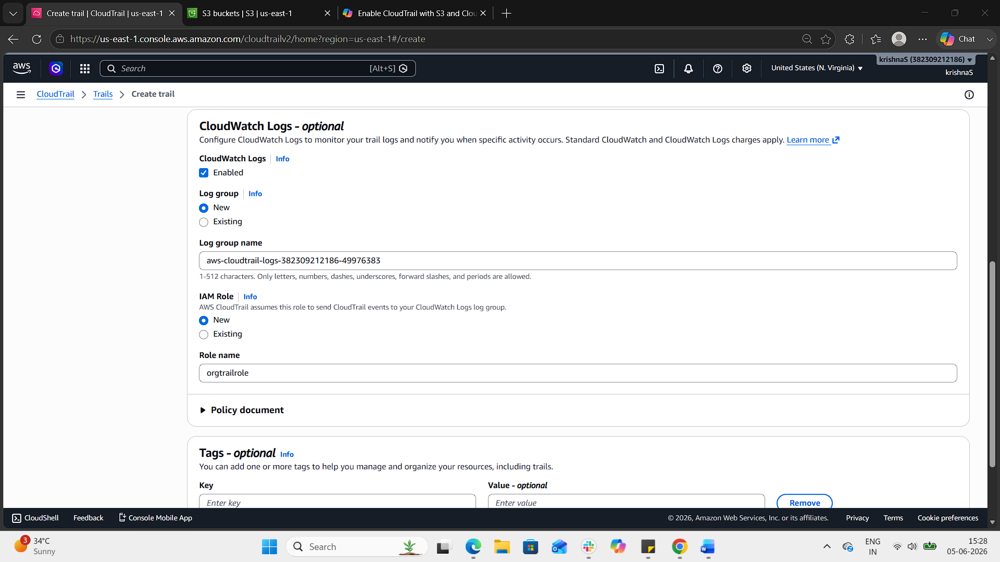 Create trail | CloudTrail | us-east-1
S3 buckets | S3 | us-east-1
Enable CloudTrail with S3 and Clou
https://us-east-1.console.aws.amazon.com/cloudtrailv2/home?region=us-east-1#/create
Chat
aws
Search
[Alt+S]
United States (N. Virginia)
krishnaS (382309212186)
krishnaS
CloudTrail
Trails
Create trail
CloudWatch Logs - optional
Configure CloudWatch Logs to monitor your trail logs and notify you when specific activity occurs. Standard CloudWatch and CloudWatch Logs charges apply. Learn more
CloudWatch Logs
Info
Enabled
Log group
Info
New
Existing
Log group name
aws-cloudtrail-logs-382309212186-49976383
1-512 characters. Only letters, numbers, dashes, underscores, forward slashes, and periods are allowed.
IAM Role
Info
AWS CloudTrail assumes this role to send CloudTrail events to your CloudWatch Logs log group.
New
Existing
Role name
orgtrailrole
Policy document
Tags - optional
Info
You can add one or more tags to help you manage and organize your resources, including trails.
Key
Value - optional
Enter key
Enter value
Remove
CloudShell
Feedback
Console Mobile App
© 2026, Amazon Web Services, Inc. or its affiliates.
Privacy
Terms
Cookie preferences
3
34°C
Sunny
Search
ENG
IN
15:28
05-06-2026